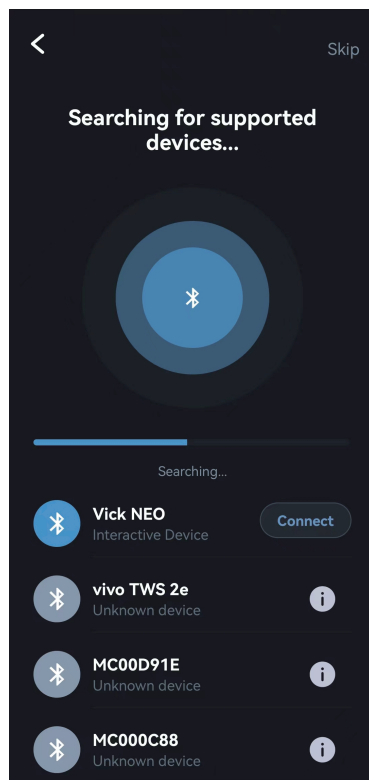 Skip
Searching for supported
devices...
Searching...
Vick NEO
Interactive Device
Connect
vivo TWS 2e
Unknown device
MC00D91E
Unknown device
MC000C88
Unknown device